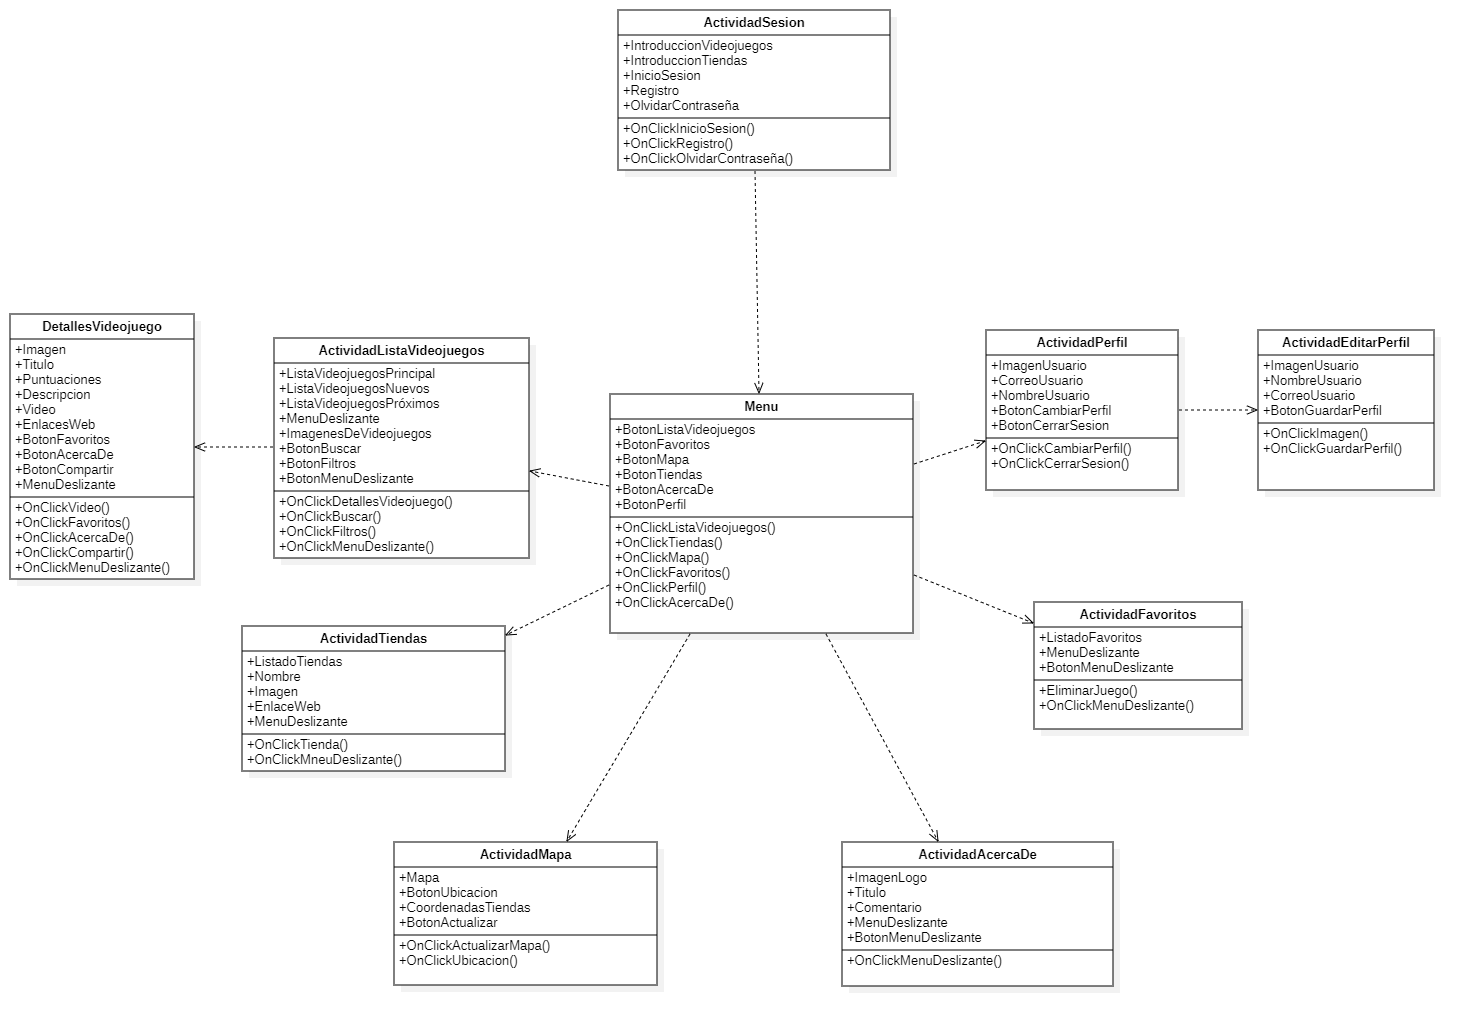 ActividadSesion
+IntroduccionVideojuegos
+IntroduccionTiendas
+InicioSesion
+Registro
+OlvidarContraseña
+OnClickInicioSesion()
+OnClickRegistro()
+OnClickOlvidarContraseña()
DetallesVideojuego
+Imagen
+Titulo
+Puntuaciones
+Descripcion
+Video
+EnlacesWeb
+BotonFavoritos
+BotonAcercaDe
+BotonCompartir
+MenuDeslizante
+OnClickVideo()
+OnClickFavoritos()
+OnClickAcercaDe()
+OnClickCompartir()
+OnClickMenuDeslizante()
ActividadListaVideojuegos
+ListaVideojuegosPrincipal
+ListaVideojuegosNuevos
+ListaVideojuegosPróximos
+MenuDeslizante
+ImagenesDeVideojuegos
+BotonBuscar
+BotonFiltros
+BotonMenuDeslizante
+OnClickDetallesVideojuego()
+OnClickBuscar()
+OnClickFiltros()
+OnClickMenuDeslizante()
Menu
+BotonListaVideojuegos
+BotonFavoritos
+BotonMapa
+BotonTiendas
+BotonAcercaDe
+BotonPerfil
+OnClickListaVideojuegos()
+OnClickTiendas()
+OnClickMapa()
+OnClickFavoritos()
+OnClickPerfil()
+OnClickAcercaDe()
ActividadPerfil
+ImagenUsuario
+CorreoUsuario
+NombreUsuario
+BotonCambiarPerfil
+BotonCerrarSesion
+OnClickCambiarPerfil()
+OnClickCerrarSesion()
ActividadEditarPerfil
+ImagenUsuario
+NombreUsuario
+CorreoUsuario
+BotonGuardarPerfil
+OnClickImagen()
+OnClickGuardarPerfil()
ActividadTiendas
+ListadoTiendas
+Nombre
+Imagen
+EnlaceWeb
+MenuDeslizante
+OnClickTienda()
+OnClickMneuDeslizante()
ActividadFavoritos
+ListadoFavoritos
+MenuDeslizante
+BotonMenuDeslizante
+EliminarJuego()
+OnClickMenuDeslizante()
ActividadMapa
+Mapa
+BotonUbicacion
+CoordenadasTiendas
+BotonActualizar
+OnClickActualizarMapa()
+OnClickUbicacion()
ActividadAcercaDe
+ImagenLogo
+Titulo
+Comentario
+MenuDeslizante
+BotonMenuDeslizante
+OnClickMenuDeslizante()